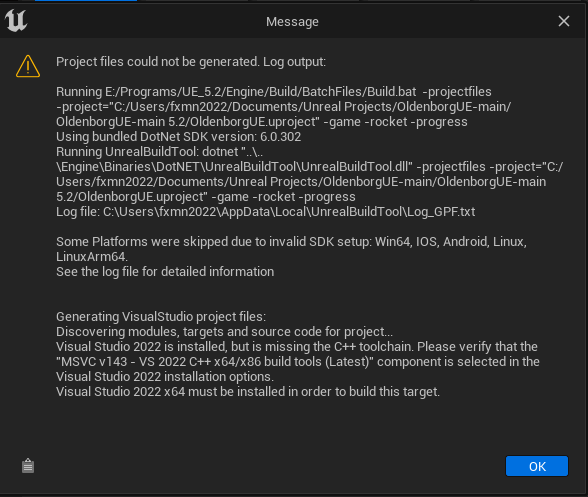 Message
Project files could not be generated. Log output:
Running E:/Programs/UE_5.2/Engine/Build/BatchFiles/Build.bat  -projectfiles
-project="C:/Users/fxmn2022/Documents/Unreal Projects/OldenborgUE-main/
OldenborgUE-main 5.2/OldenborgUE.uproject" -game -rocket -progress
Using bundled DotNet SDK version: 6.0.302
Running UnrealBuildTool: dotnet "..\..
\Engine\Binaries\DotNET\UnrealBuildTool\UnrealBuildTool.dll" -projectfiles -project="C:/
Users/fxmn2022/Documents/Unreal Projects/OldenborgUE-main/OldenborgUE-main
5.2/OldenborgUE.uproject" -game -rocket -progress
Log file: C:\Users\fxmn2022\AppData\Local\UnrealBuildTool\Log_GPF.txt
Some Platforms were skipped due to invalid SDK setup: Win64, IOS, Android, Linux,
LinuxArm64.
See the log file for detailed information
Generating VisualStudio project files:
Discovering modules, targets and source code for project...
Visual Studio 2022 is installed, but is missing the C++ toolchain. Please verify that the
"MSVC v143 - VS 2022 C++ x64/x86 build tools (Latest)" component is selected in the
Visual Studio 2022 installation options.
Visual Studio 2022 x64 must be installed in order to build this target.
OK